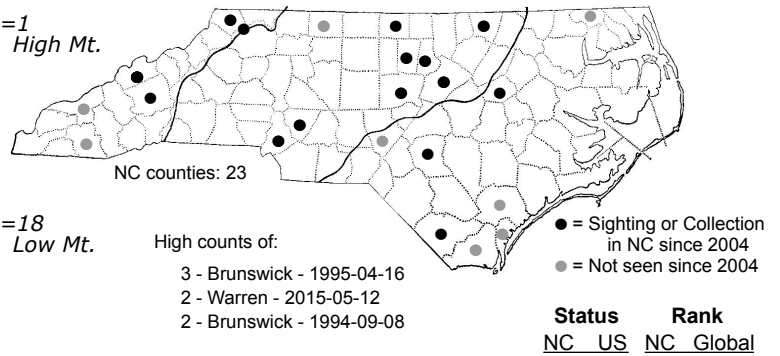 =1
High Mt.
NC counties: 23
=18
Low Mt.
High counts of:
3 - Brunswick - 1995-04-16
2 - Warren - 2015-05-12
2 - Brunswick - 1994-09-08
= Sighting or Collection
in NC since 2004
= Not seen since 2004
Status Rank
NC US NC Global